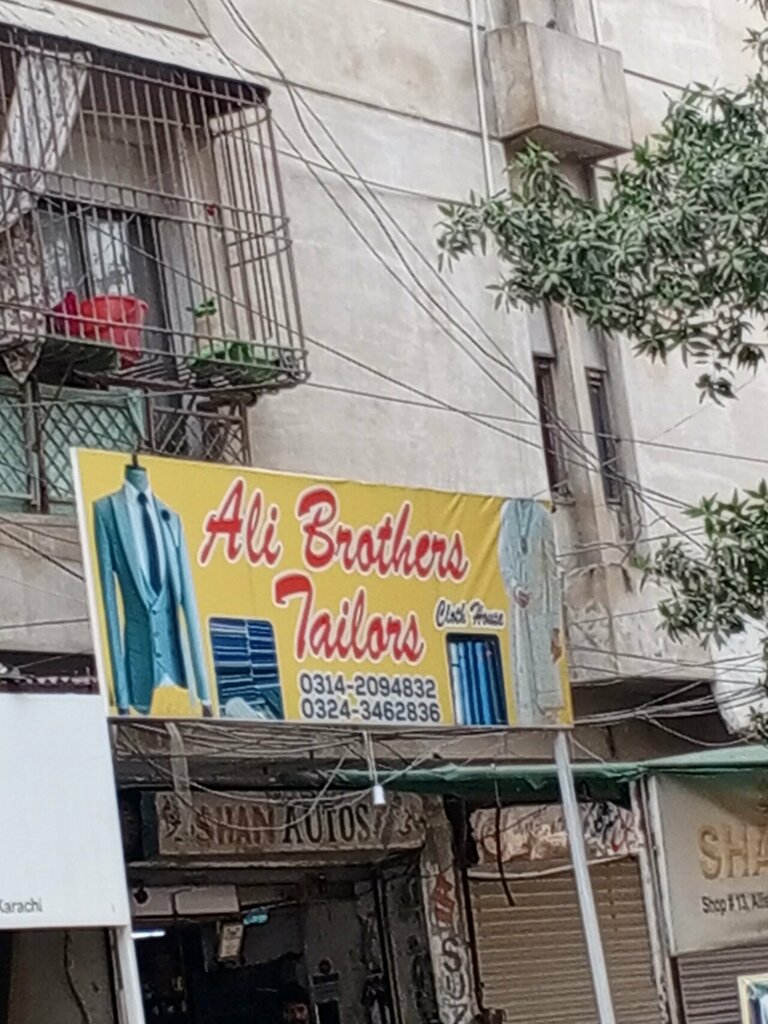 Ali Brothers
Tailors
Cloth House
0314-2094832
0324-3462836
SHAN AUTOS
Karachi
SHA
Shop # 13,